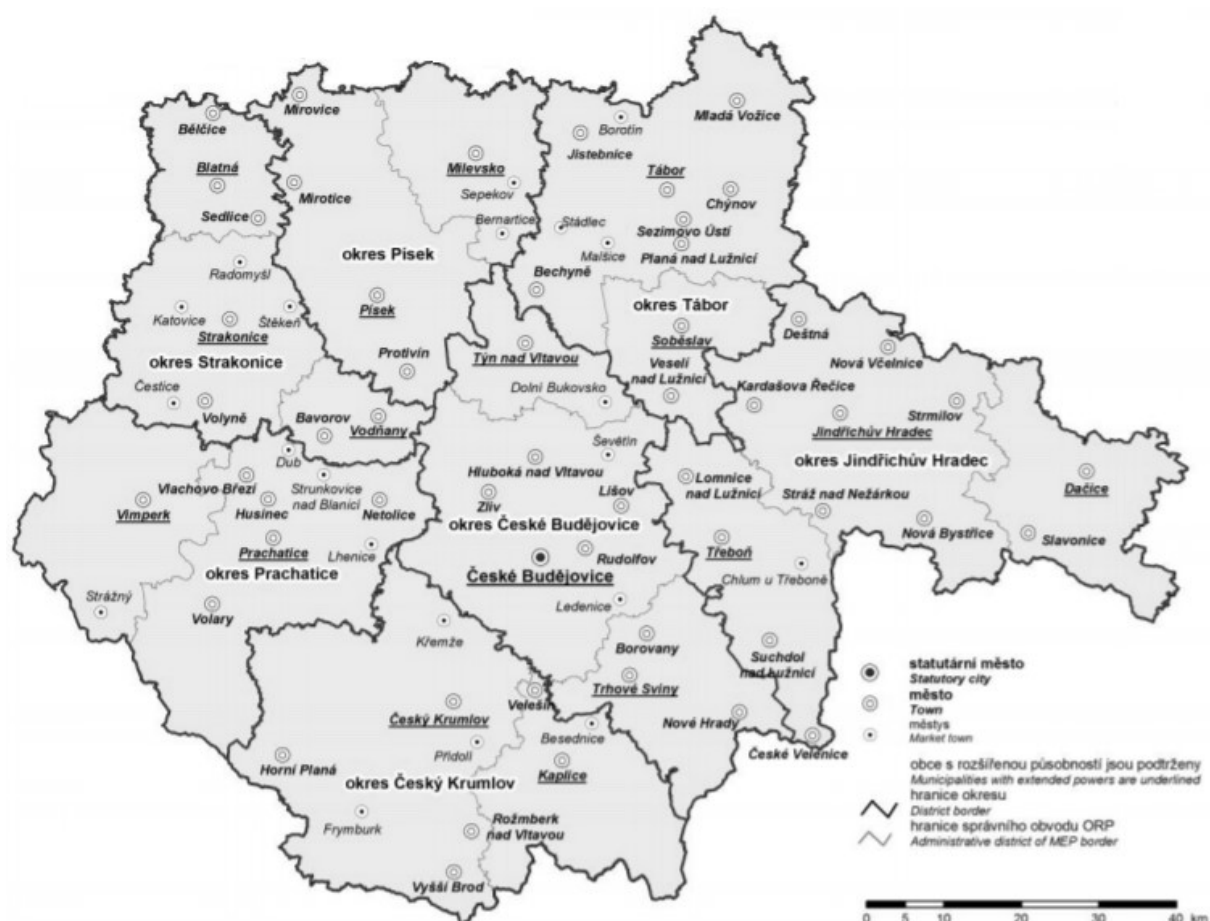 Mirovice
Bělčice
Mladá Vožice
Borotín
Jistebnice
Milevsko
Blatná
Tábor
Sepekov
Mirotice
Chýnov
Sedlice
Stádlec
Bernartice
Sezimovo Ústí
okres Písek
Malšice
Planá nad Lužnicí
Radomyšl
Bechyně
okres Tábor
Písek
Katovice
Štěkeň
Strakonice
Deštná
Soběslav
okres Strakonice
Protivín
Týn nad Vltavou
Nová Včelnice
Veselí
nad Lužnicí
Čestice
Dolní Bukovsko
Kardašova Řečice
Volyně
Bavorov
Vodňany
Strmilov
Jindřichův Hradec
Ševětín
Dub
Hluboká nad Vltavou
okres Jindřichův Hradec
Vlachovo Březí
Strunkovice
nad Blanicí
Lomnice
nad Lužnicí
Dačice
Lišov
Stráž nad Nežárkou
Vimperk
Husinec
Netolice
Zliv
okres České Budějovice
Nová Bystřice
Slavonice
Prachatice
Lhenice
Rudolfov
Třeboň
okres Prachatice
České Budějovice
Chlum u Třeboně
Strážný
Volary
Ledenice
Křemže
Borovany
Suchdol
nad Lužnicí
Trhové Sviny
Velešín
Český Krumlov
Nové Hrady
Besednice
České Velenice
Přídolí
Horní Planá
okres Český Krumlov
Kaplice
Frymburk
Rožmberk
nad Vltavou
Vyšší Brod
statutární město
Statutory city
město
Town
městys
Market town
obce s rozšířenou působností jsou podtrženy
Municipalities with extended powers are underlined
hranice okresu
District border
hranice správního obvodu ORP
Administrative district of MEP border
0 5 10 20 30 40 km